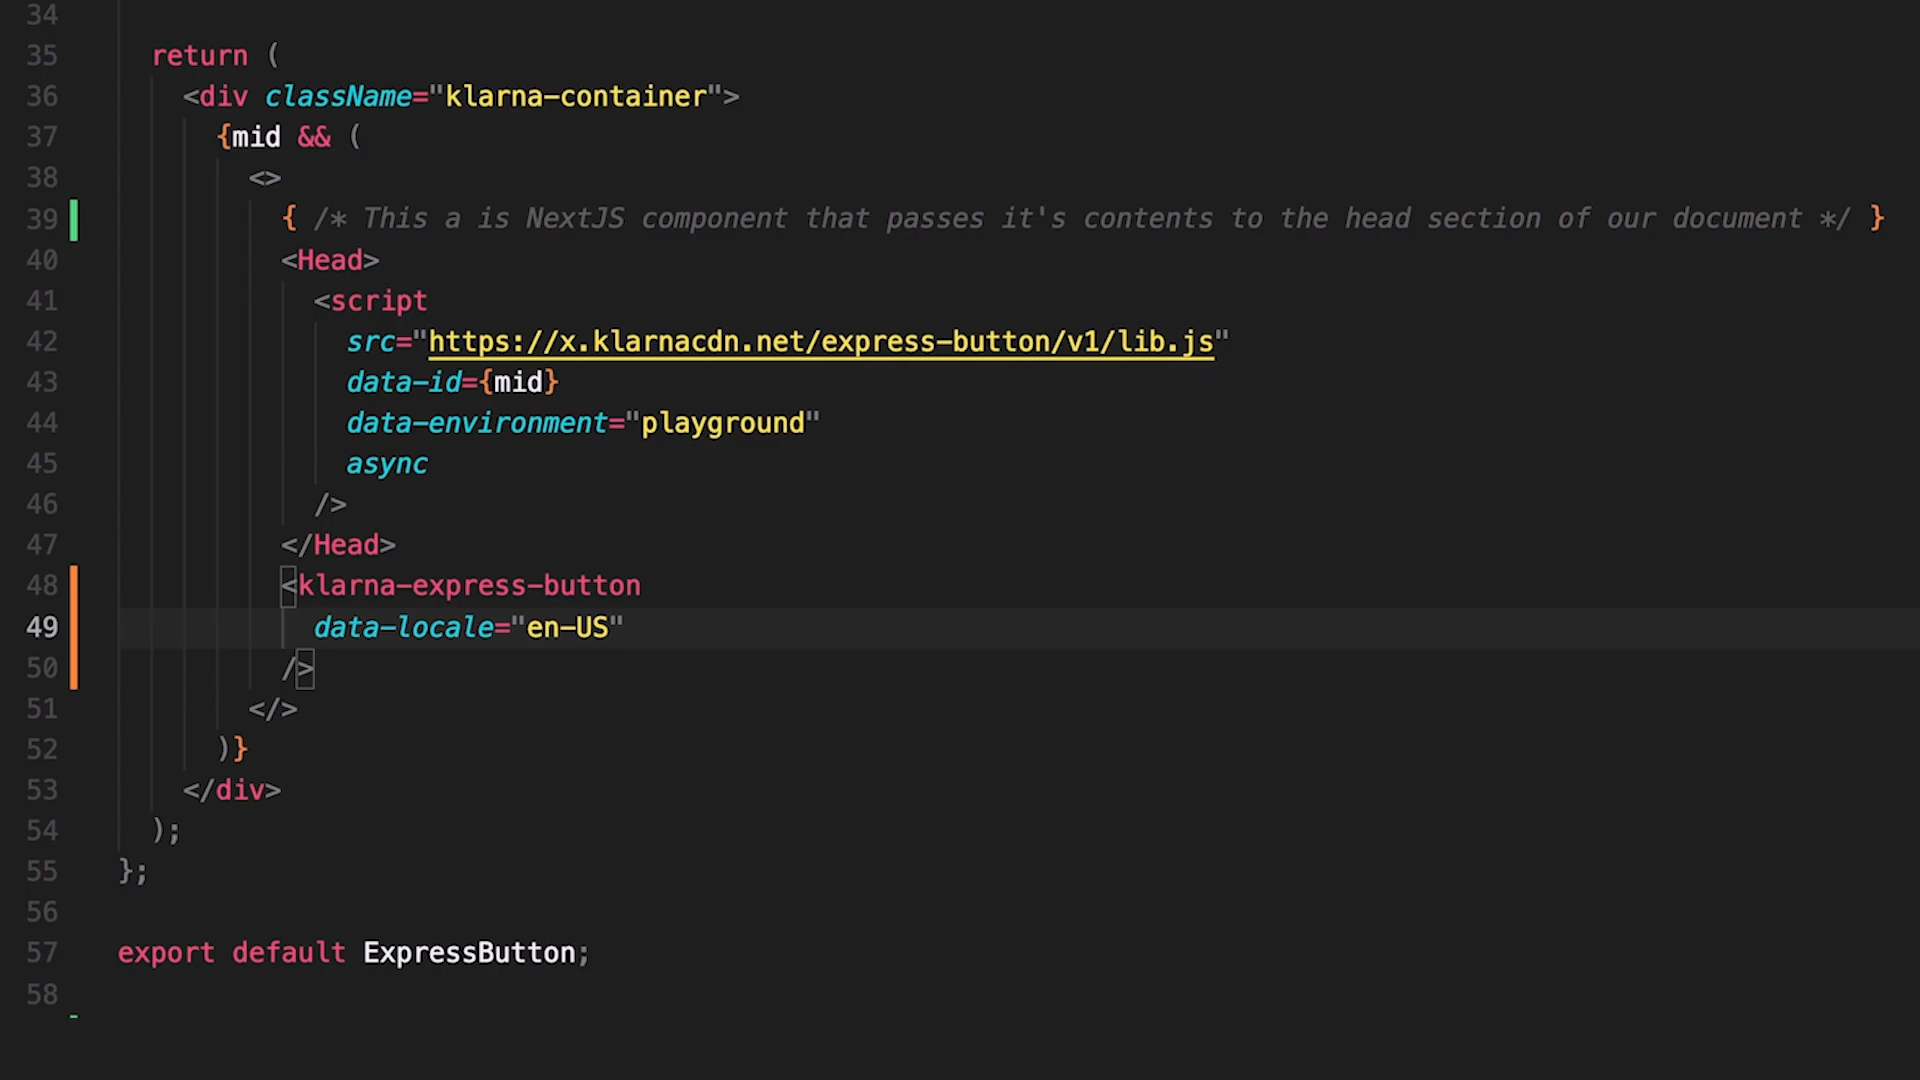 34
35 return (
36 <div className="klarna-container">
37 {mid && (
38 <>
39 { /* This a is NextJS component that passes it's contents to the head section of our document */ }
40 <Head>
41 <script
42 src="https://x.klarnacdn.net/express-button/v1/lib.js"
43 data-id={mid}
44 data-environment="playground"
45 async
46 />
47 </Head>
48 <klarna-express-button
49 data-locale="en-US"
50 />
51 </>
52 )}
53 </div>
54 );
55 };
56
57 export default ExpressButton;
58